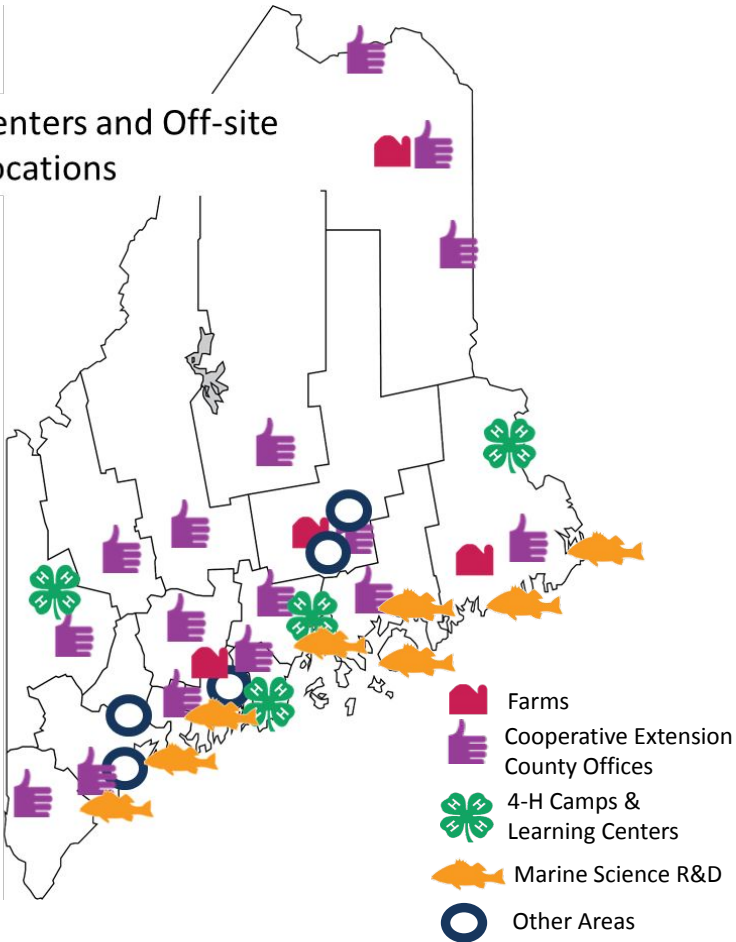 enters and Off-site
ocations
Farms
Cooperative Extension
County Offices
4-H Camps &
Learning Centers
Marine Science R&D
Other Areas